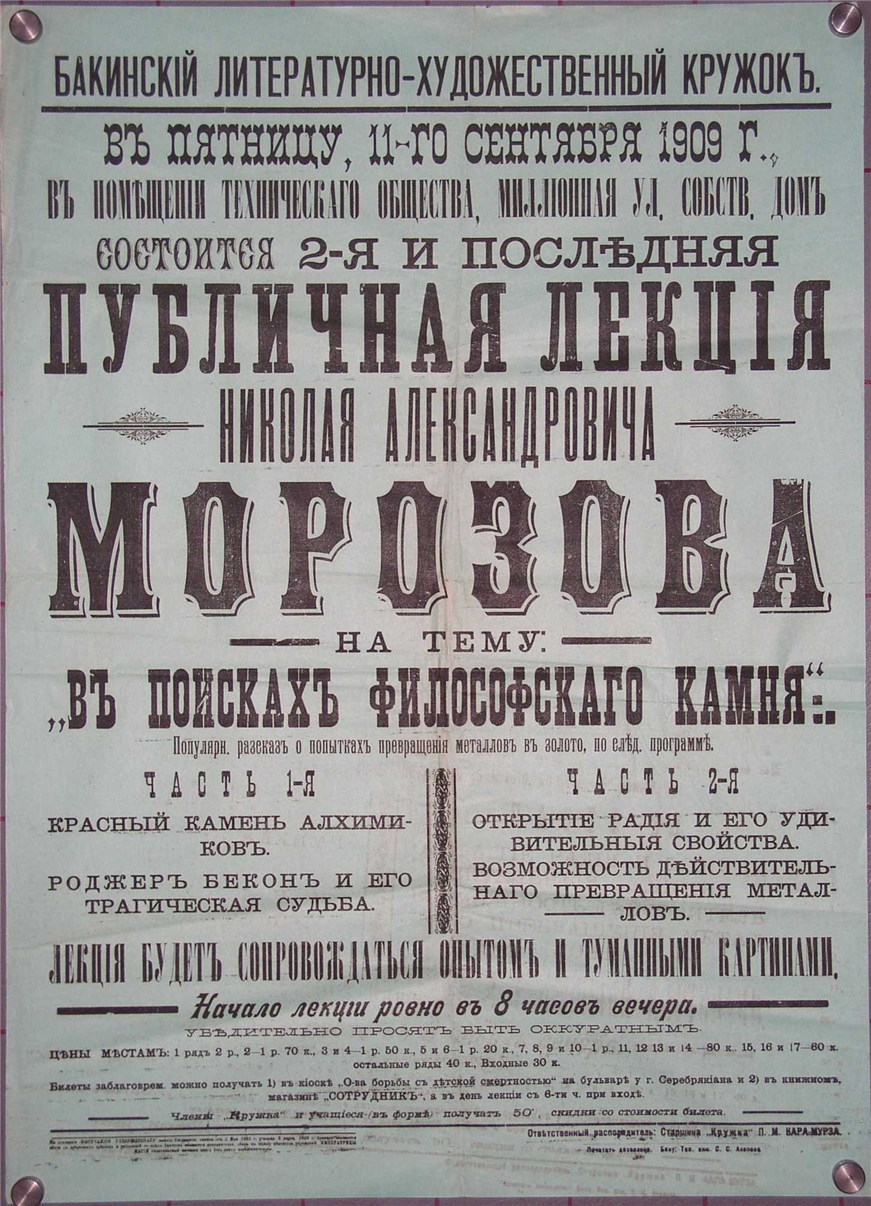 БАКИНСКІЙ ЛИТЕРАТУРНО-ХУДОЖЕСТВЕННЫЙ КРУЖОКЪ.
ВЪ ПЯТНИЦУ, 11-ГО СЕНТЯБРЯ 1909 Г.,
ВЪ ПОМѢЩЕНІИ ТЕХНИЧЕСКАГО ОБЩЕСТВА, МИЛЛІОННАЯ УЛ. СОБСТВ. ДОМЪ
СОСТОИТСЯ 2-Я И ПОСЛѢДНЯЯ
ПУБЛИЧНАЯ ЛЕКЦІЯ
НИКОЛАЯ АЛЕКСАНДРОВИЧА
МОРОЗОВА
НА ТЕМУ:
„ВЪ ПОИСКАХЪ ФИЛОСОФСКАГО КАМНЯ“:.
Популярн. разсказъ о попыткахъ превращенія металловъ въ золото, по слѣд. программѣ.
ЧАСТЬ 1-Я
КРАСНЫЙ КАМЕНЬ АЛХИМИ-
КОВЪ.
РОДЖЕРЪ БЕКОНЪ И ЕГО
ТРАГИЧЕСКАЯ СУДЬБА.
ЧАСТЬ 2-Я
ОТКРЫТІЕ РАДІЯ И ЕГО УДИ-
ВИТЕЛЬНЫЯ СВОЙСТВА.
ВОЗМОЖНОСТЬ ДѢЙСТВИТЕЛЬ-
НАГО ПРЕВРАЩЕНІЯ МЕТАЛ-
ЛОВЪ.
ЛЕКЦІЯ БУДЕТЪ СОПРОВОЖДАТЬСЯ ОПЫТОМЪ И ТУМАННЫМИ КАРТИНАМИ.
Начало лекціи ровно въ 8 часовъ вечера.
УБѢДИТЕЛЬНО ПРОСЯТЪ БЫТЬ ОККУРАТНЫМЪ.
ЦѢНЫ МѢСТАМЪ: 1 рядъ 2 р., 2—1 р. 70 к., 3 и 4—1 р. 50 к., 5 и 6—1 р. 20 к., 7, 8, 9 и 10—1 р., 11, 12 13 и 14—80 к.. 15, 16 и 17—60 к.
остальные ряды 40 к., Входные 30 к.
Билеты заблаговрем. можно получать 1) въ кіоскѣ „О-ва борьбы съ дѣтской смертностью“ на бульварѣ у г. Серебрякіана и 2) въ книжномъ,
магазинѣ „СОТРУДНИКЪ“, а въ день лекціи съ 6-ти ч. при входѣ.
Члены „Кружка“ и учащіеся (въ формѣ) получатъ 50°, скидки со стоимости билета.
Отвѣтственный распорядитель: Старшина „Кружка“ П. М. КАРА-МУРЗА.
Печатать дозволено. Баку,